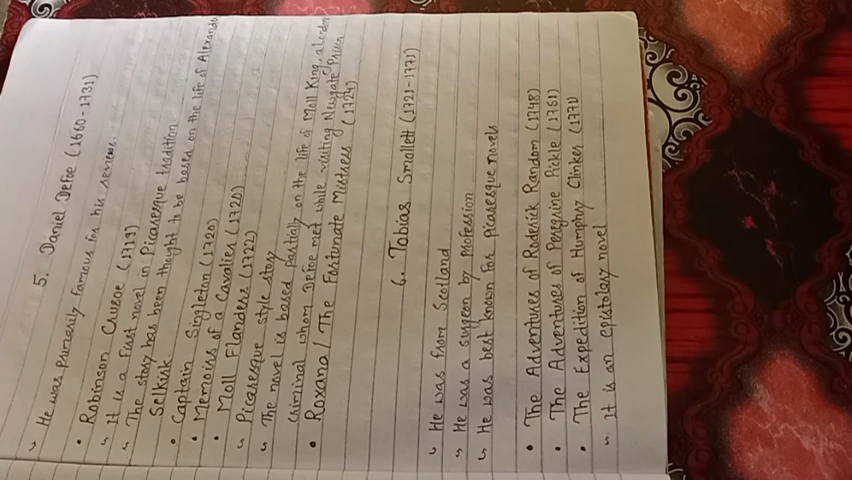 5. Daniel Defoe (1660-1731)
↳ He was primarily famous for his reviews.
• Robinson Crusoe (1719)
↳ It is a first novel in Picaresque tradition
↳ The story has been thought to be based on the life of Alexande
Selkirk.
• Captain Singleton (1720)
• Memoirs of a Cavalier (1720)
• Moll Flanders (1722)
↳ Picaresque style story
↳ The novel is based partially on the life of Moll King, a London
Criminal whom Defoe met while visiting Newgate Prison
• Roxana / The Fortunate Mistress (1724)
6. Tobias Smollett (1721-1771)
↳ He was from Scotland
↳ He was a surgeon by profession
↳ He was best known for picaresque novels
• The Adventures of Roderick Random (1748)
• The Adventures of Peregrine Pickle (1751)
• The Expedition of Humphry Clinker (1771)
↳ It is an epistolary novel